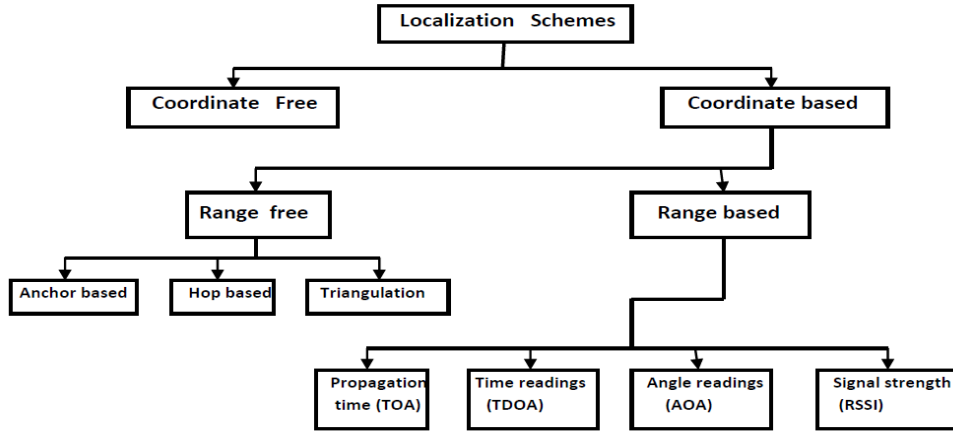 Localization Schemes
Coordinate Free
Coordinate based
Range free
Range based
Anchor based
Hop based
Triangulation
Propagation
time (TOA)
Time readings
(TDOA)
Angle readings
(AOA)
Signal strength
(RSSI)